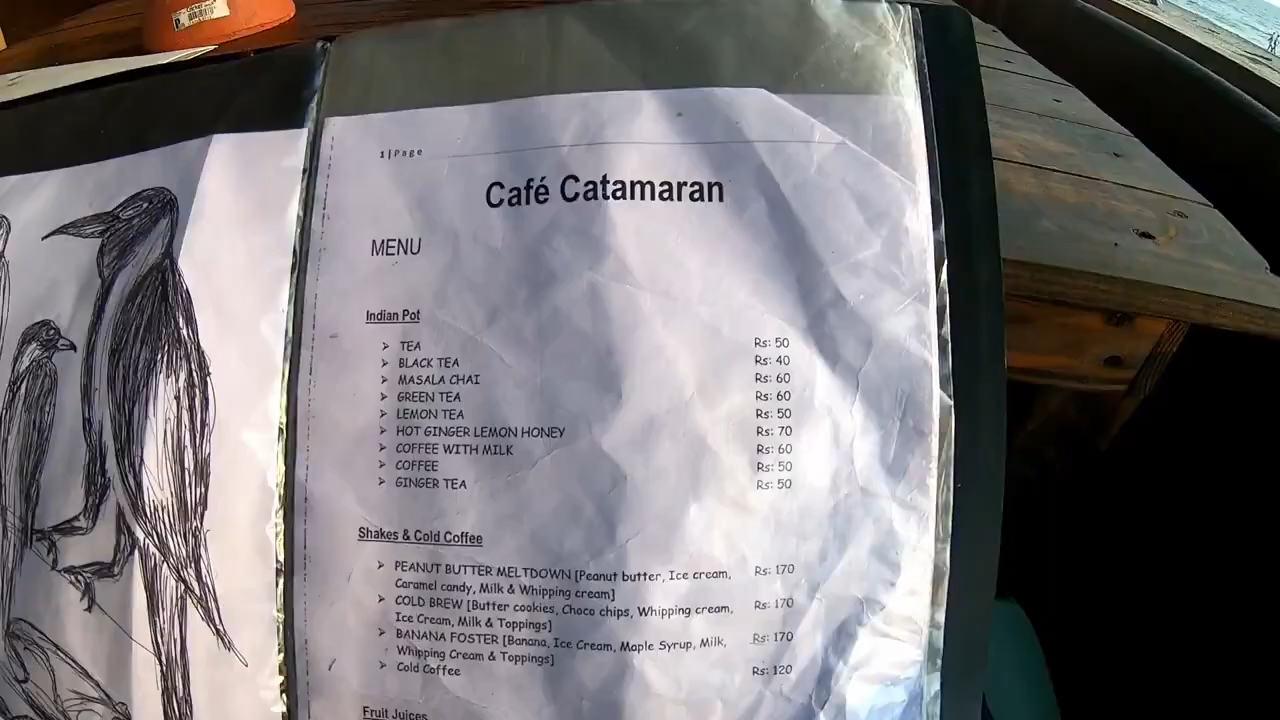 1|Page
Café Catamaran
MENU
Indian Pot
➢ TEA Rs: 50
➢ BLACK TEA Rs: 40
➢ MASALA CHAI Rs: 60
➢ GREEN TEA Rs: 60
➢ LEMON TEA Rs: 50
➢ HOT GINGER LEMON HONEY Rs: 70
➢ COFFEE WITH MILK Rs: 60
➢ COFFEE Rs: 50
➢ GINGER TEA Rs: 50
Shakes & Cold Coffee
➢ PEANUT BUTTER MELTDOWN [Peanut butter, Ice cream, Rs: 170
Caramel candy, Milk & Whipping cream]
➢ COLD BREW [Butter cookies, Choco chips, Whipping cream, Rs: 170
Ice Cream, Milk & Toppings]
➢ BANANA FOSTER [Banana, Ice Cream, Maple Syrup, Milk, Rs: 170
Whipping Cream & Toppings]
➢ Cold Coffee Rs: 120
Fruit Juices